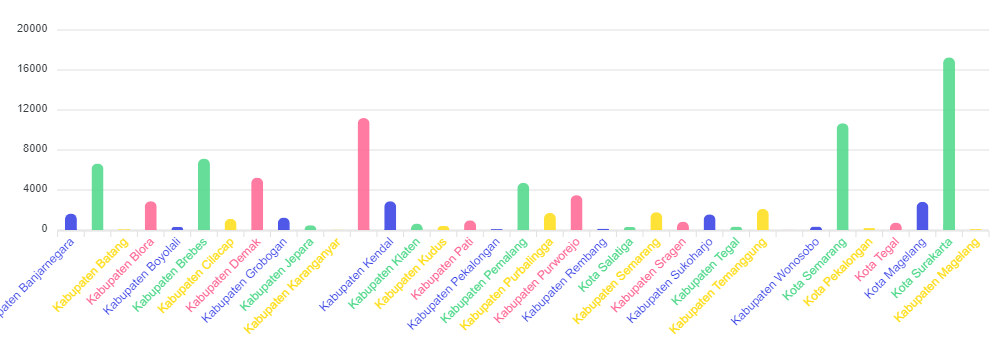 20000
16000
12000
8000
4000
0
paten Banjarnegara
Kabupaten Batang
Kabupaten Blora
Kabupaten Boyolali
Kabupaten Brebes
Kabupaten Cilacap
Kabupaten Demak
Kabupaten Grobogan
Kabupaten Jepara
Kabupaten Karanganyar
Kabupaten Kendal
Kabupaten Klaten
Kabupaten Kudus
Kabupaten Pati
Kabupaten Pekalongan
Kabupaten Pemalang
Kabupaten Purbalingga
Kabupaten Purworejo
Kabupaten Rembang
Kota Salatiga
Kabupaten Semarang
Kabupaten Sragen
Kabupaten Sukoharjo
Kabupaten Tegal
Kabupaten Temanggung
Kabupaten Wonosobo
Kota Semarang
Kota Pekalongan
Kota Tegal
Kota Magelang
Kota Surakarta
Kabupaten Magelang